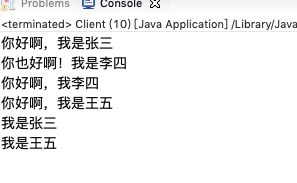 Problems Console
<terminated> Client (10) [Java Application] /Library/Java
你好啊，我是张三
你也好啊！我是李四
你好啊，我李四
你好啊，我是王五
我是张三
我是王五